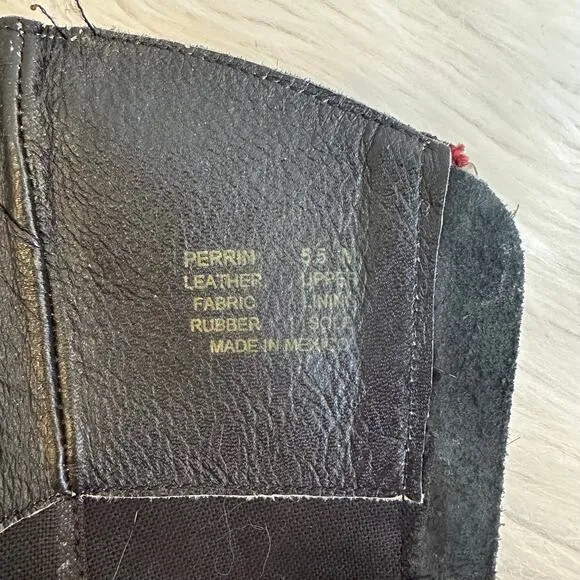 PERRIN 5.5 M
LEATHER UPPER
FABRIC LINING
RUBBER SOLE
MADE IN MEXICO